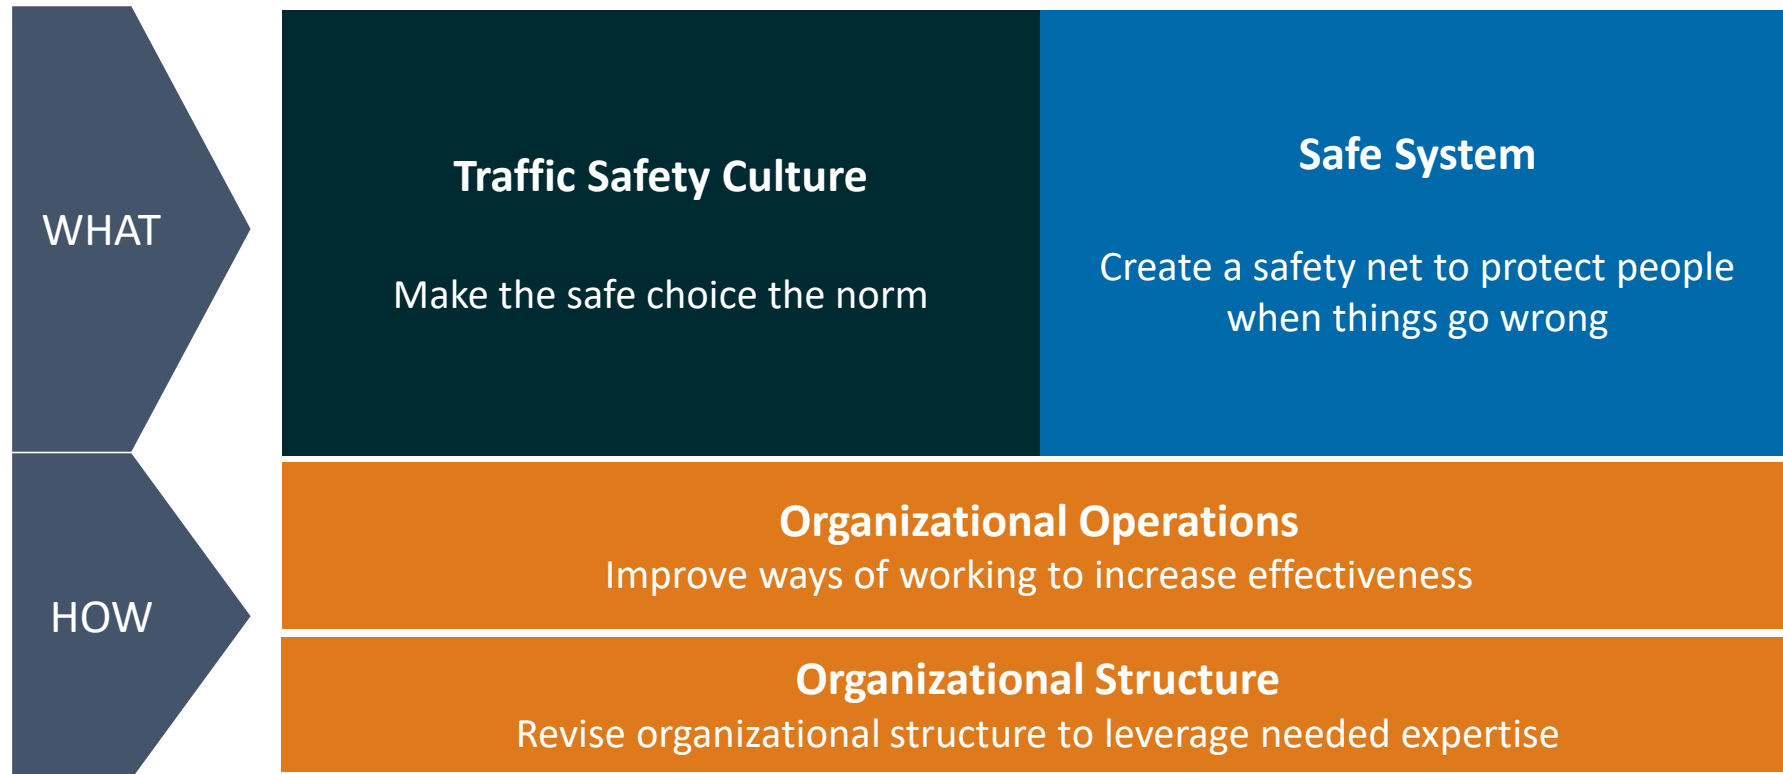 WHAT
Traffic Safety Culture
Make the safe choice the norm
Safe System
Create a safety net to protect people
when things go wrong
HOW
Organizational Operations
Improve ways of working to increase effectiveness
Organizational Structure
Revise organizational structure to leverage needed expertise